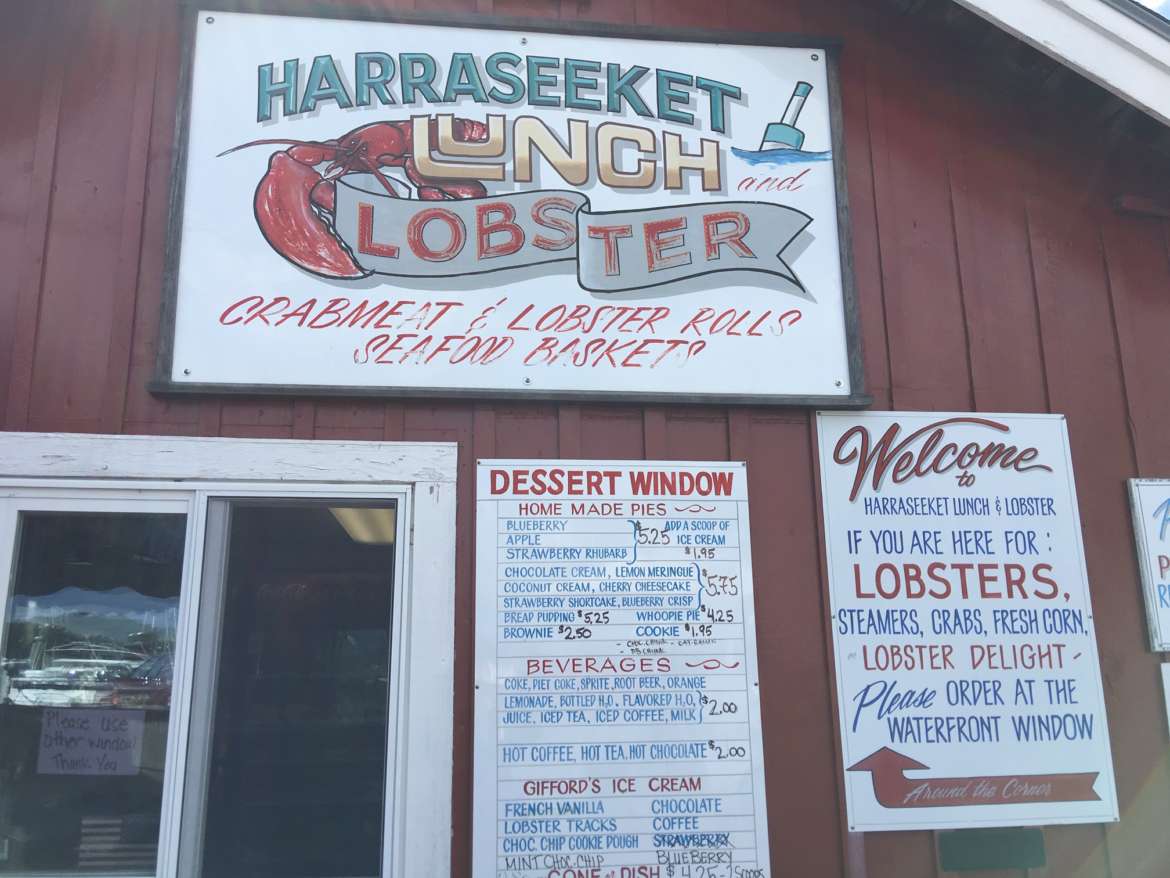 HARRASEEKET
LUNCH and
LOBSTER
CRABMEAT & LOBSTER ROLLS
SEAFOOD BASKETS
Please use
other window
Thank You
DESSERT WINDOW
HOME MADE PIES
BLUEBERRY
APPLE
STRAWBERRY RHUBARB
$5.25
ADD A SCOOP OF
ICE CREAM
$1.95
CHOCOLATE CREAM, LEMON MERINGUE
COCONUT CREAM, CHERRY CHEESECAKE
STRAWBERRY SHORTCAKE, BLUEBERRY CRISP
$5.75
BREAD PUDDING $5.25 WHOOPIE PIE $4.25
BROWNIE $2.50 COOKIE $1.95
BEVERAGES
COKE, DIET COKE, SPRITE, ROOT BEER, ORANGE
LEMONADE, BOTTLED H2O, FLAVORED H2O,
JUICE, ICED TEA, ICED COFFEE, MILK
$2.00
HOT COFFEE, HOT TEA, HOT CHOCOLATE $2.00
GIFFORD'S ICE CREAM
FRENCH VANILLA CHOCOLATE
LOBSTER TRACKS COFFEE
CHOC. CHIP COOKIE DOUGH STRAWBERRY
MINT CHOC. CHIP BLUEBERRY
CONE or DISH $4.25
Welcome
to
HARRASEEKET LUNCH & LOBSTER
IF YOU ARE HERE FOR:
LOBSTERS,
STEAMERS, CRABS, FRESH CORN,
- LOBSTER DELIGHT -
Please ORDER AT THE
WATERFRONT WINDOW
Around the Corner